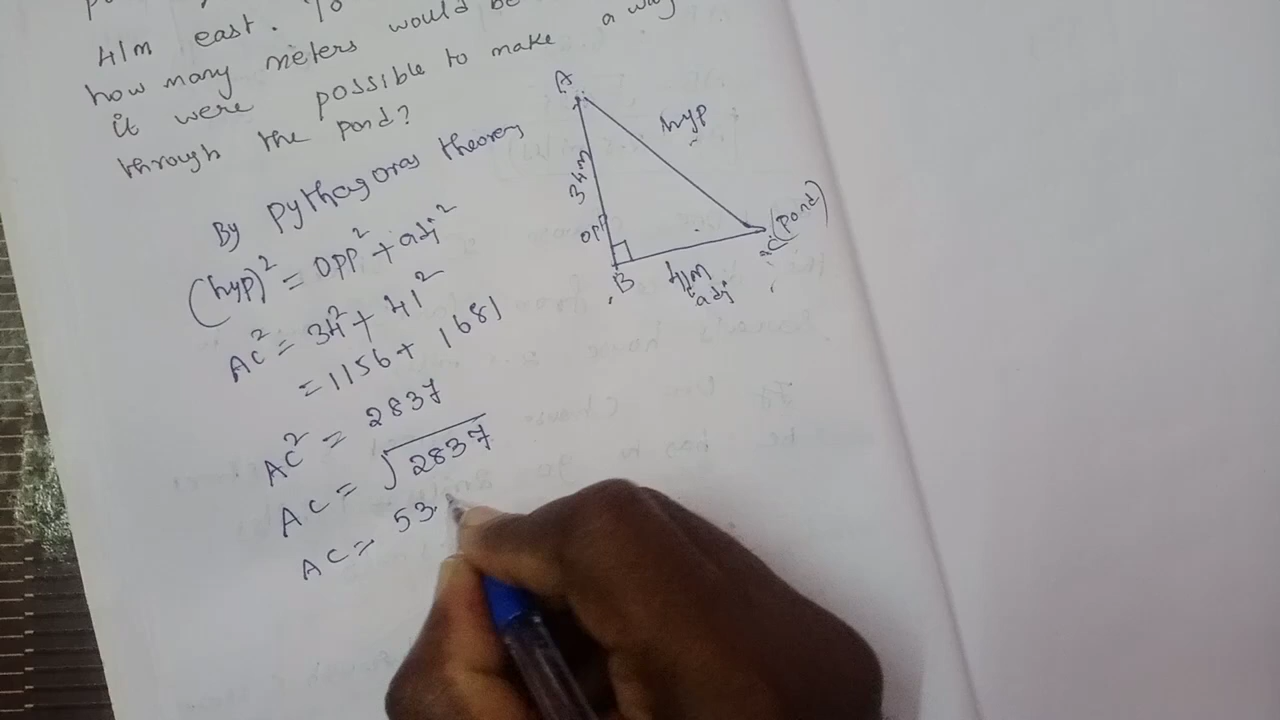 41m east. To
how many meters would be
it were possible to make a way
through the pond?
By pythagoras theorem
(hyp)² = opp² + adj²
AC² = 34² + 41²
= 1156 + 1681
AC² = 2837
AC = √2837
AC = 53.
A
hyp
34m
opp
B
41m
adj
C (pond)